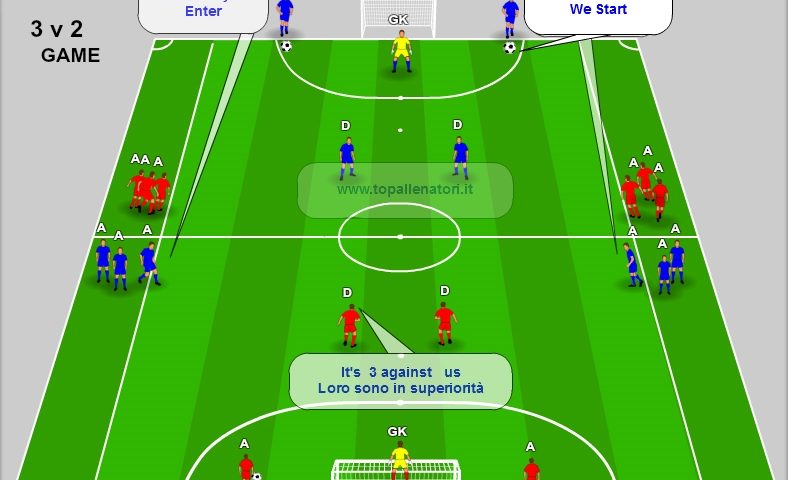 3 v 2
GAME
Enter
We Start
GK
D
D
www.topallenatori.it
AA A
A
A
A
A
A
A
A
A
A
D
D
It's 3 against us
Loro sono in superiorità
GK
A
A